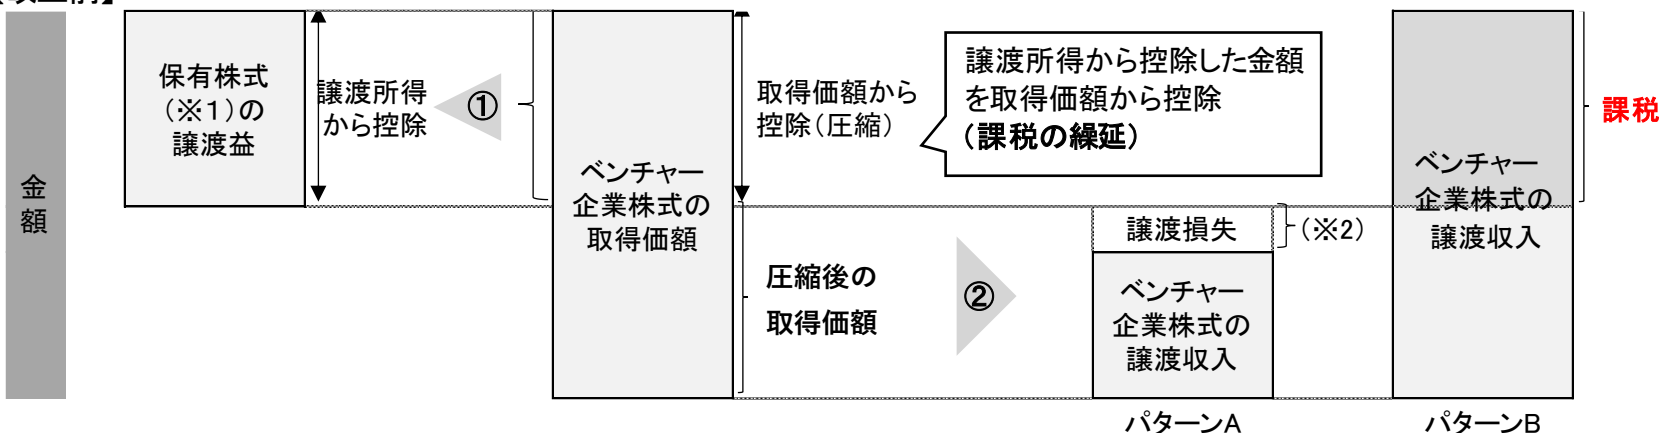 金
額
保有株式
(※1)の
譲渡益
譲渡所得
から控除
①
ベンチャー
企業株式の
取得価額
取得価額から
控除(圧縮)
譲渡所得から控除した金額
を取得価額から控除
(課税の繰延)
圧縮後の
取得価額
②
譲渡損失
(※2)
ベンチャー
企業株式の
譲渡収入
パターンA
ベンチャー
企業株式の
譲渡収入
パターンB
課税